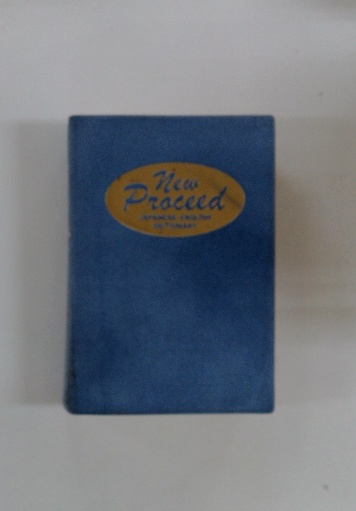 New
Proceed
JAPANESE-ENGLISH
DICTIONARY